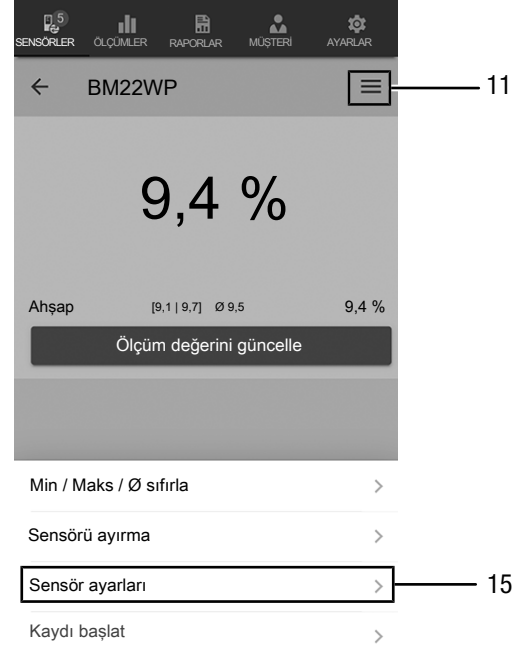 5
SENSÖRLER ÖLÇÜMLER RAPORLAR MÜŞTERİ AYARLAR
BM22WP 11
9,4 %
Ahşap [9,1 | 9,7] Ø 9,5 9,4 %
Ölçüm değerini güncelle
Min / Maks / Ø sıfırla
Sensörü ayırma
Sensör ayarları 15
Kaydı başlat